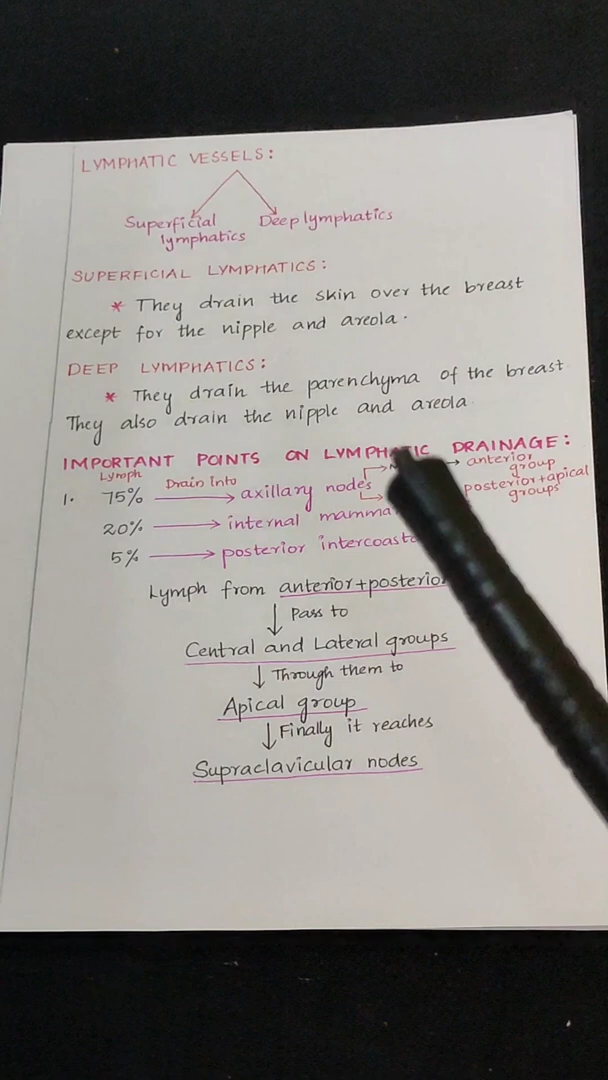 LYMPHATIC VESSELS:
Superficial lymphatics
Deep lymphatics
SUPERFICIAL LYMPHATICS:
* They drain the skin over the breast
except for the nipple and areola.
DEEP LYMPHATICS:
* They drain the parenchyma of the breast
They also drain the nipple and areola.
IMPORTANT POINTS ON LYMPHATIC DRAINAGE:
Lymph Drain into
1. 75% → axillary nodes → anterior group
posterior+apical groups
20% → internal
5% → posterior
Lymph from anterior+posterior
↓ Pass to
Central and Lateral groups
↓ Through them to
Apical group
↓ Finally it reaches
Supraclavicular nodes